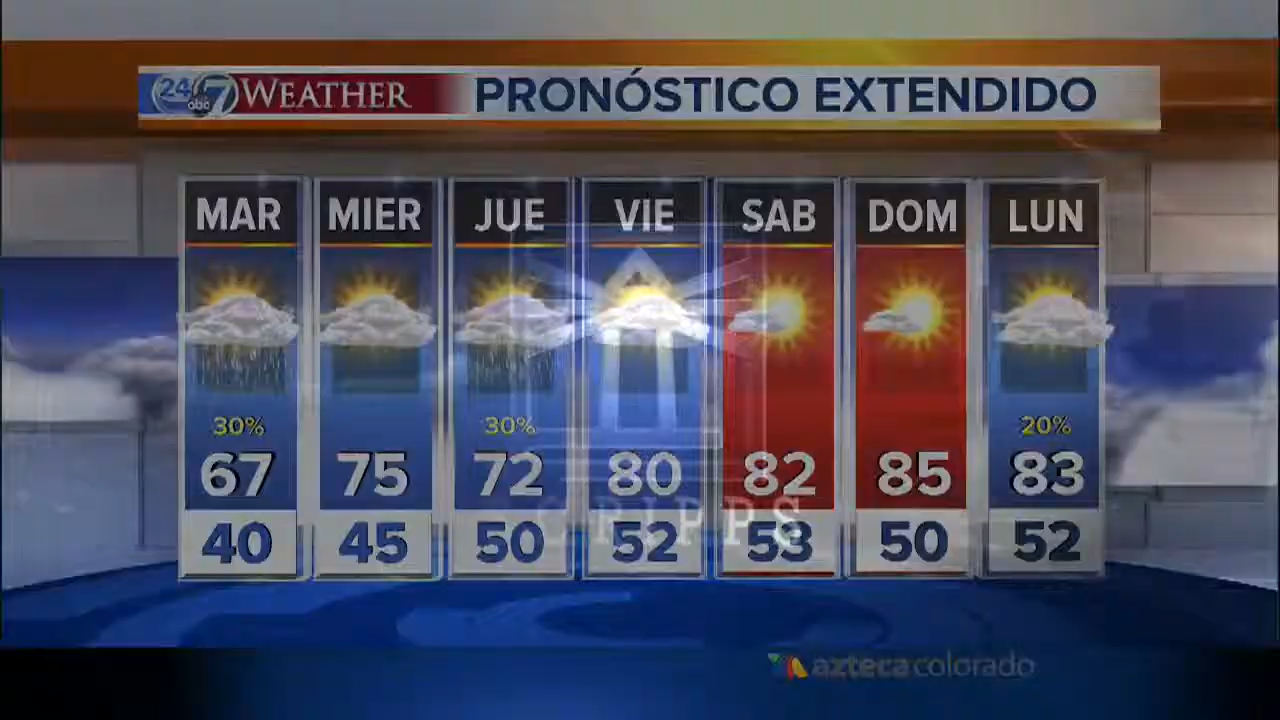 24 7 abc WEATHER PRONÓSTICO EXTENDIDO
MAR MIER JUE VIE SAB DOM LUN
30% 30% 20%
67 75 72 80 82 85 83
SCRIPPS
40 45 50 52 53 50 52
aztecacolorado